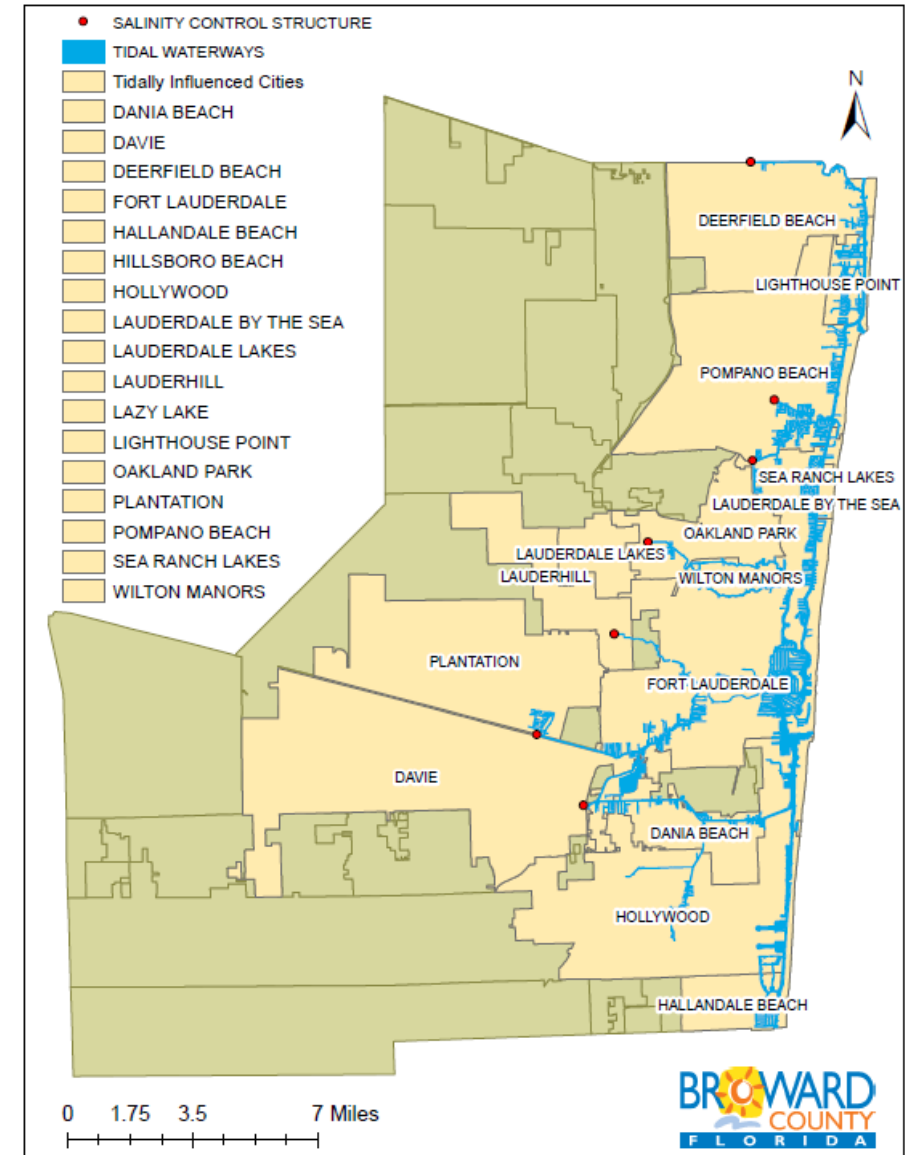 SALINITY CONTROL STRUCTURE
TIDAL WATERWAYS
Tidally Influenced Cities
DANIA BEACH
DAVIE
DEERFIELD BEACH
FORT LAUDERDALE
HALLANDALE BEACH
HILLSBORO BEACH
HOLLYWOOD
LAUDERDALE BY THE SEA
LAUDERDALE LAKES
LAUDERHILL
LAZY LAKE
LIGHTHOUSE POINT
OAKLAND PARK
PLANTATION
POMPANO BEACH
SEA RANCH LAKES
WILTON MANORS
N
DEERFIELD BEACH
LIGHTHOUSE POINT
POMPANO BEACH
SEA RANCH LAKES
LAUDERDALE BY THE SEA
OAKLAND PARK
LAUDERDALE LAKES
LAUDERHILL
WILTON MANORS
PLANTATION
FORT LAUDERDALE
DAVIE
DANIA BEACH
HOLLYWOOD
HALLANDALE BEACH
0 1.75 3.5 7 Miles
BROWARD
COUNTY
FLORIDA